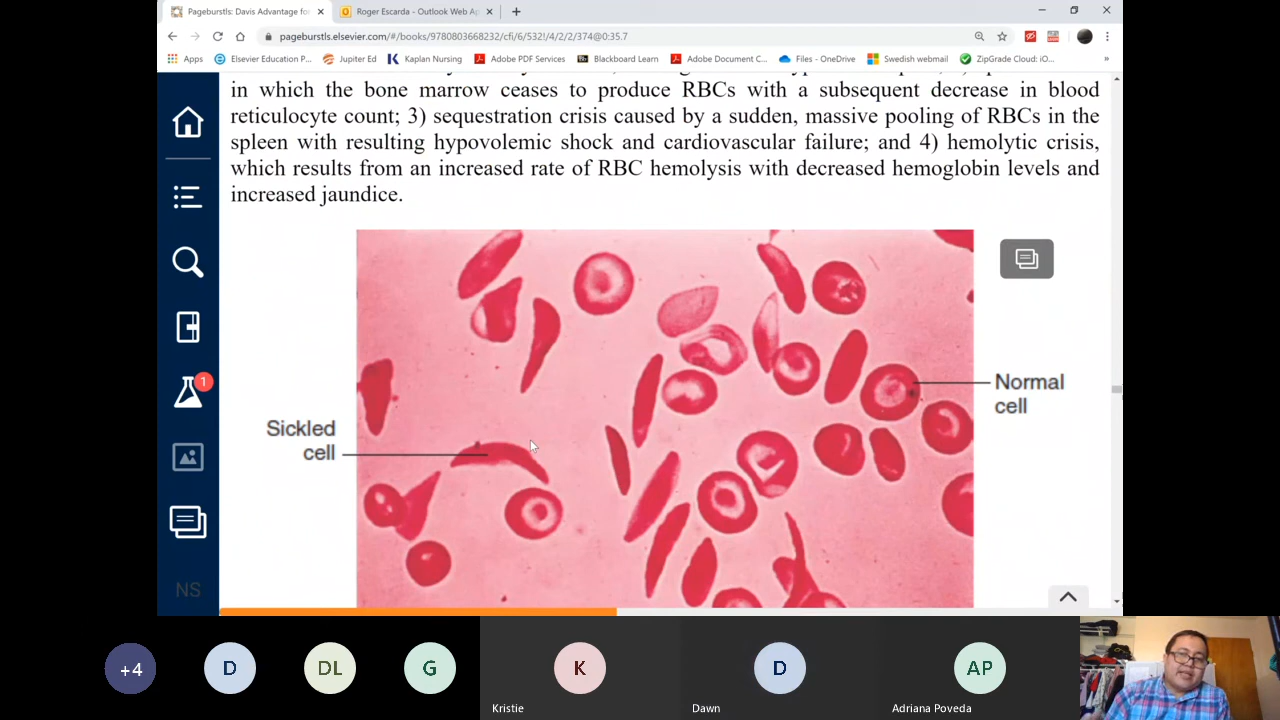 Pageburstls: Davis Advantage fo
Roger Escarda - Outlook Web Ap
pageburstls.elsevier.com/#/books/9780803668232/cfi/6/532!/4/2/2/374@0:35.7
Apps
Elsevier Education P...
Jupiter Ed
Kaplan Nursing
Adobe PDF Services
Blackboard Learn
Adobe Document C...
Files - OneDrive
Swedish webmail
ZipGrade Cloud: iO...
in which the bone marrow ceases to produce RBCs with a subsequent decrease in blood
reticulocyte count; 3) sequestration crisis caused by a sudden, massive pooling of RBCs in the
spleen with resulting hypovolemic shock and cardiovascular failure; and 4) hemolytic crisis,
which results from an increased rate of RBC hemolysis with decreased hemoglobin levels and
increased jaundice.
Normal
cell
Sickled
cell
1
NS
+4
D
DL
G
K
D
AP
Kristie
Dawn
Adriana Poveda